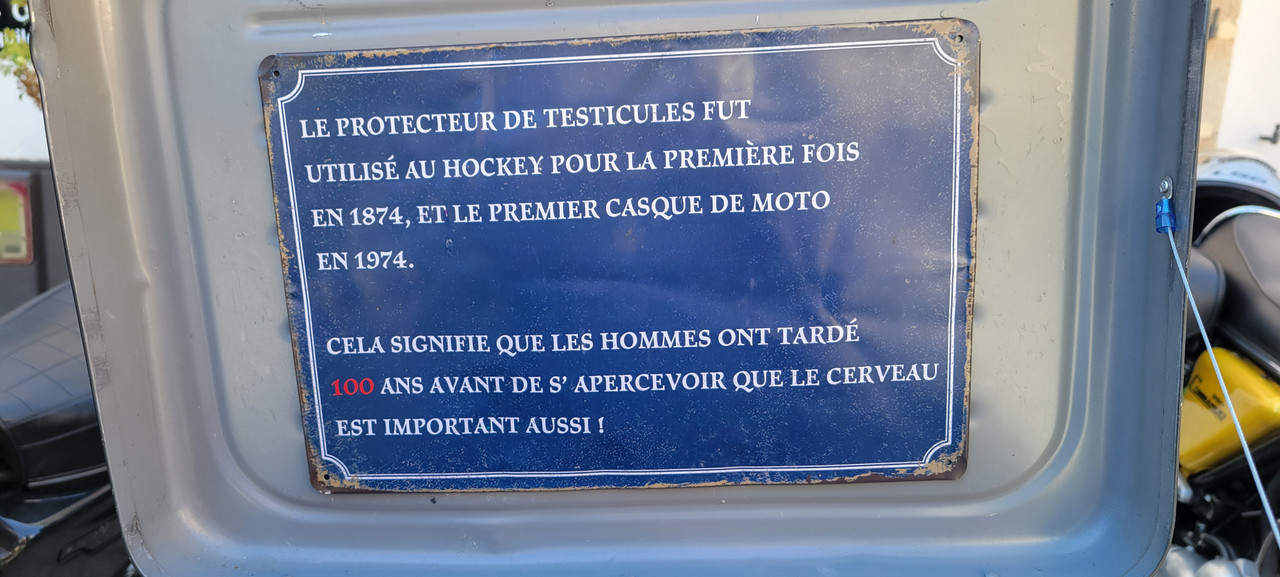 LE PROTECTEUR DE TESTICULES FUT
UTILISÉ AU HOCKEY POUR LA PREMIÈRE FOIS
EN 1874, ET LE PREMIER CASQUE DE MOTO
EN 1974.
CELA SIGNIFIE QUE LES HOMMES ONT TARDÉ
100 ANS AVANT DE S' APERCEVOIR QUE LE CERVEAU
EST IMPORTANT AUSSI !